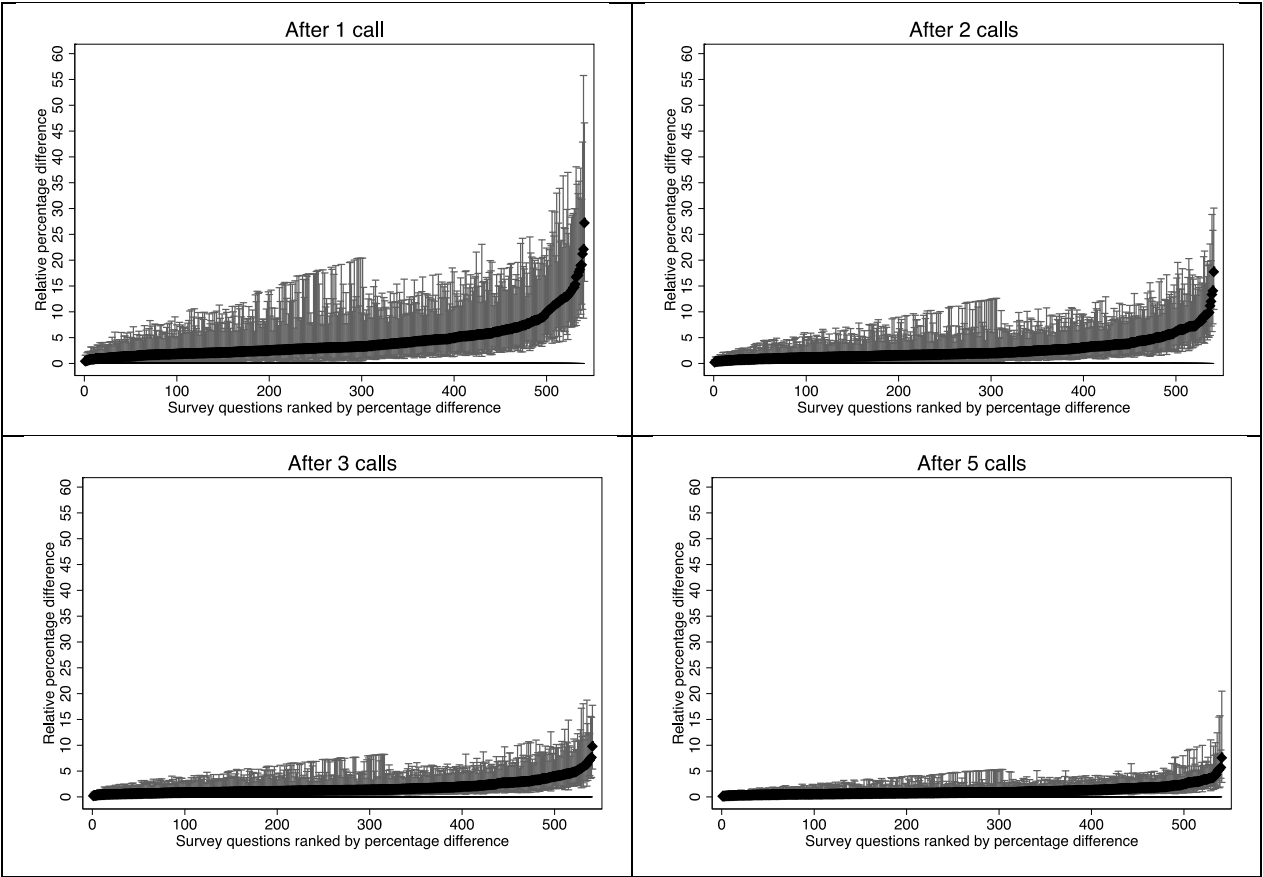 After 1 call
Relative percentage difference
0 5 10 15 20 25 30 35 40 45 50 55 60
0 100 200 300 400 500
Survey questions ranked by percentage difference
After 2 calls
Relative percentage difference
0 5 10 15 20 25 30 35 40 45 50 55 60
0 100 200 300 400 500
Survey questions ranked by percentage difference
After 3 calls
Relative percentage difference
0 5 10 15 20 25 30 35 40 45 50 55 60
0 100 200 300 400 500
Survey questions ranked by percentage difference
After 5 calls
Relative percentage difference
0 5 10 15 20 25 30 35 40 45 50 55 60
0 100 200 300 400 500
Survey questions ranked by percentage difference